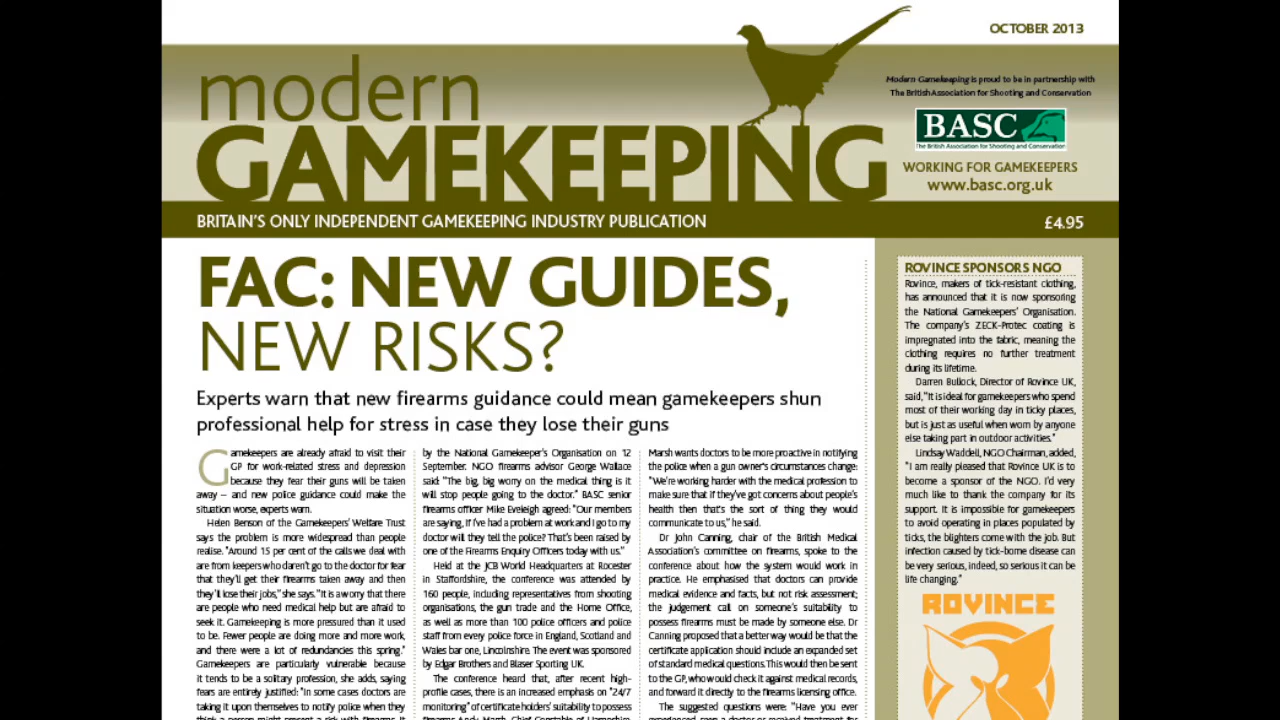 OCTOBER 2013
modern
GAMEKEEPING
Modern Gamekeeping is proud to be in partnership with
The British Association for Shooting and Conservation
BASC
The British Association for Shooting and Conservation
WORKING FOR GAMEKEEPERS
www.basc.org.uk
BRITAIN'S ONLY INDEPENDENT GAMEKEEPING INDUSTRY PUBLICATION
£4.95
FAC: NEW GUIDES,
NEW RISKS?
Experts warn that new firearms guidance could mean gamekeepers shun
professional help for stress in case they lose their guns
Gamekeepers are already afraid to visit their
GP for work-related stress and depression
because they fear their guns will be taken
away – and new police guidance could make the
situation worse, experts warn.
Helen Benson of the Gamekeepers' Welfare Trust
says the problem is more widespread than people
realise. "Around 15 per cent of the calls we deal with
are from keepers who daren't go to the doctor for fear
that they'll get their firearms taken away and then
they'll lose their jobs," she says. "It is a worry that there
are people who need medical help but are afraid to
seek it. Gamekeeping is more pressured than it used
to be. Fewer people are doing more and more work,
and there were a lot of redundancies this spring."
Gamekeepers are particularly vulnerable because
it tends to be a solitary profession, she adds, saying
fears are entirely justified: "In some cases doctors are
taking it upon themselves to notify police when they
think a person might present a risk with firearms. It
by the National Gamekeeper's Organisation on 12
September. NGO firearms advisor George Wallace
said: "The big, big worry on the medical thing is it
will stop people going to the doctor." BASC senior
firearms officer Mike Eveleigh agreed: "Our members
are saying, if I've had a problem at work and I go to my
doctor will they tell the police? That's been raised by
one of the Firearms Enquiry Officers today with us."
Held at the JCB World Headquarters at Rocester
in Staffordshire, the conference was attended by
160 people, including representatives from shooting
organisations, the gun trade and the Home Office,
as well as more than 100 police officers and police
staff from every police force in England, Scotland and
Wales bar one, Lincolnshire. The event was sponsored
by Edgar Brothers and Blaser Sporting UK.
The conference heard that, after recent high-
profile cases, there is an increased emphasis on "24/7
monitoring" of certificate holders' suitability to possess
firearms. Andy Marsh, Chief Constable of Hampshire
Marsh wants doctors to be more proactive in notifying
the police when a gun owner's circumstances change:
"We're working harder with the medical profession to
make sure that if they've got concerns about people's
health then that's the sort of thing they would
communicate to us," he said.
Dr John Canning, chair of the British Medical
Association's committee on firearms, spoke to the
conference about how the system would work in
practice. He emphasised that doctors can provide
medical evidence and facts, but not risk assessment;
the judgement call on someone's suitability to
possess firearms must be made by someone else. Dr
Canning proposed that a better way would be that the
certificate application should include an expanded set
of standard medical questions. This would then be sent
to the GP, who would check it against medical records,
and forward it directly to the firearms licensing office.
The suggested questions were: "Have you ever
experienced, seen a doctor or received treatment for
ROVINCE SPONSORS NGO
Rovince, makers of tick-resistant clothing,
has announced that it is now sponsoring
the National Gamekeepers' Organisation.
The company's ZECK-Protec coating is
impregnated into the fabric, meaning the
clothing requires no further treatment
during its lifetime.
Darren Bullock, Director of Rovince UK,
said, "It is ideal for gamekeepers who spend
most of their working day in ticky places,
but is just as useful when worn by anyone
else taking part in outdoor activities."
Lindsay Waddell, NGO Chairman, added,
"I am really pleased that Rovince UK is to
become a sponsor of the NGO. I'd very
much like to thank the company for its
support. It is impossible for gamekeepers
to avoid operating in places populated by
ticks, the blighters come with the job. But
infection caused by tick-borne disease can
be very serious, indeed, so serious it can be
life changing."
ROVINCE